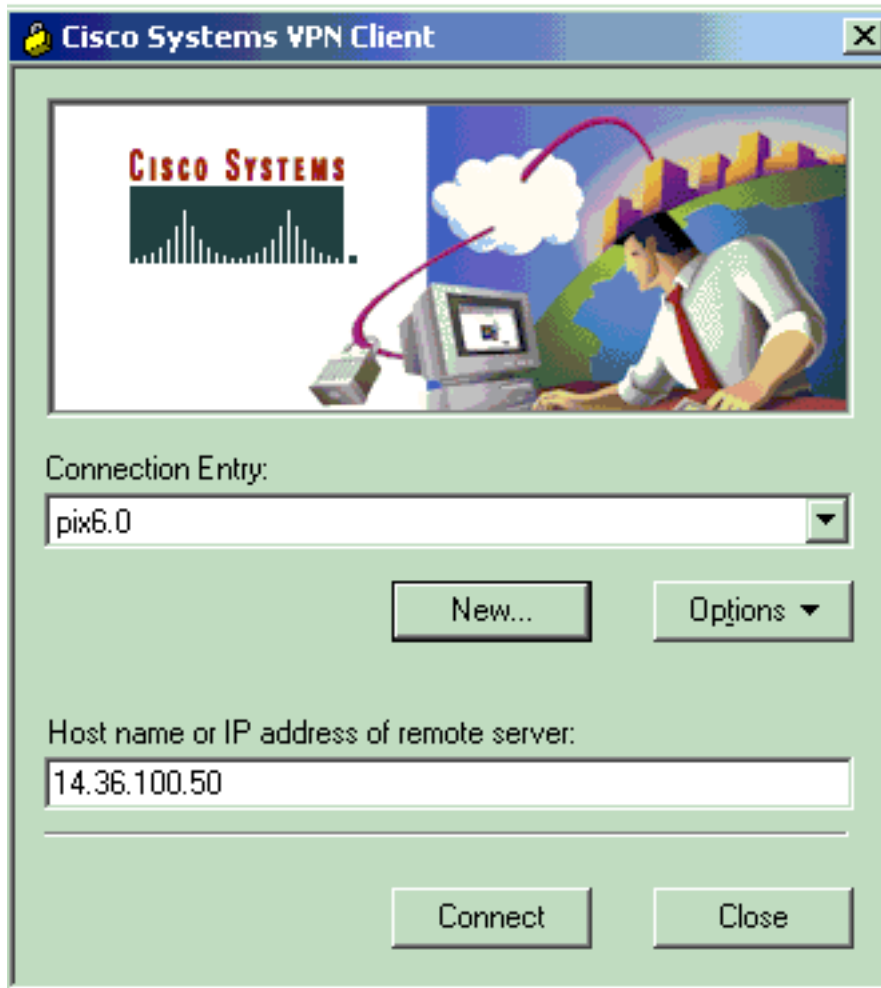 Cisco Systems VPN Client
CISCO SYSTEMS
Connection Entry:
pix6.0
New...
Options
Host name or IP address of remote server:
14.36.100.50
Connect
Close